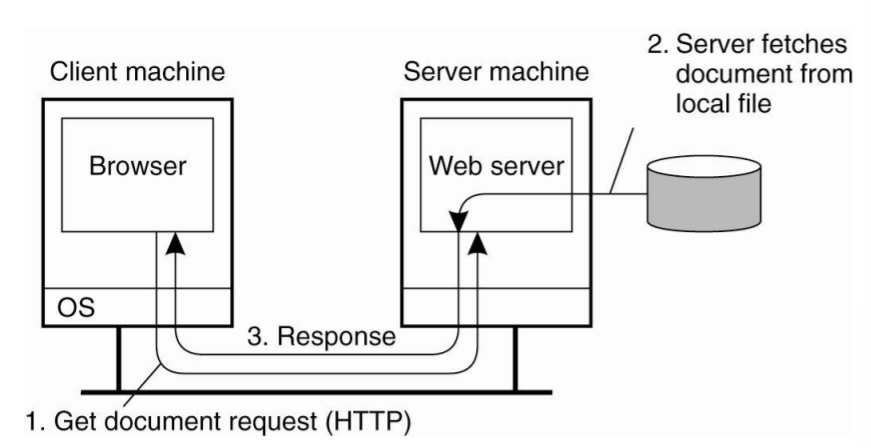 2. Server fetches
document from
local file
Client machine
Server machine
Browser
Web server
OS
3. Response
1. Get document request (HTTP)